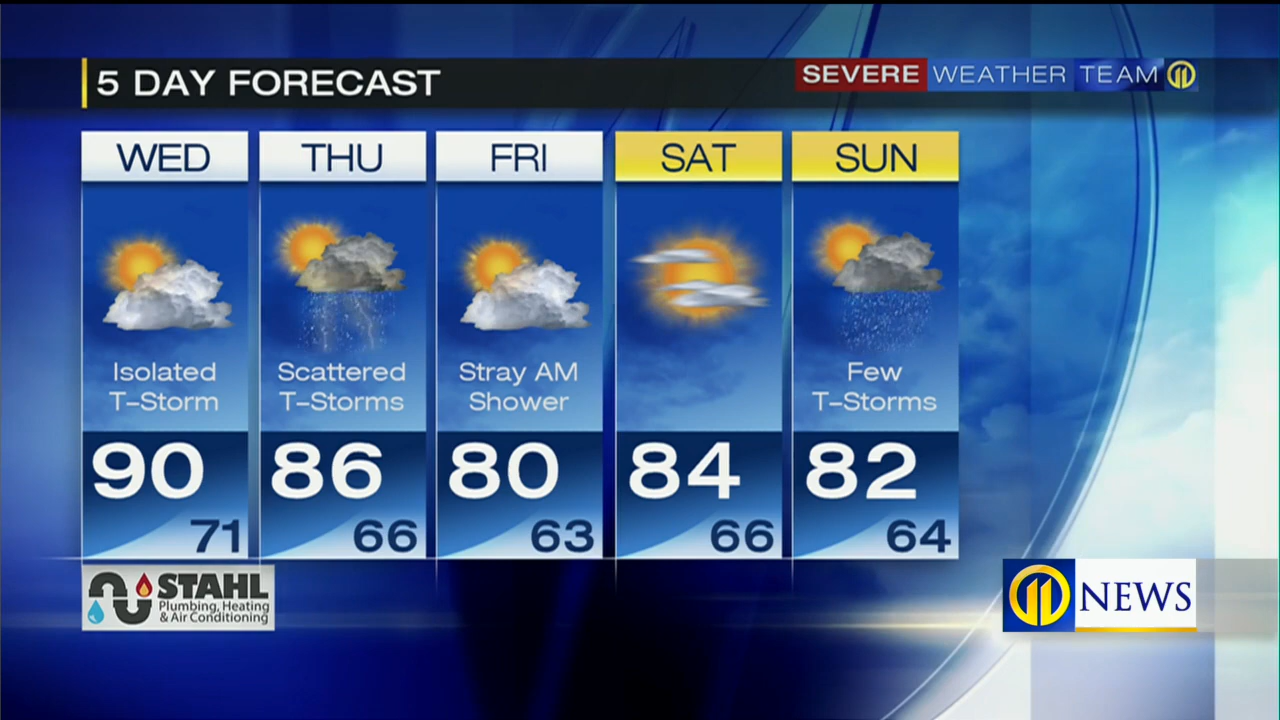 5 DAY FORECAST
SEVERE WEATHER TEAM 11
WED
THU
FRI
SAT
SUN
Isolated
T-Storm
Scattered
T-Storms
Stray AM
Shower
Few
T-Storms
90
71
86
66
80
63
84
66
82
64
STAHL
Plumbing, Heating
& Air Conditioning
11 NEWS